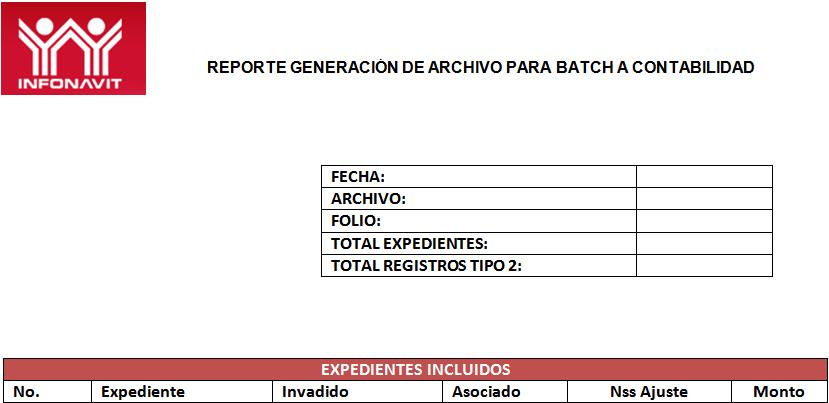 INFONAVIT
REPORTE GENERACIÓN DE ARCHIVO PARA BATCH A CONTABILIDAD
FECHA:
ARCHIVO:
FOLIO:
TOTAL EXPEDIENTES:
TOTAL REGISTROS TIPO 2:
EXPEDIENTES INCLUIDOS
No. Expediente Invadido Asociado Nss Ajuste Monto